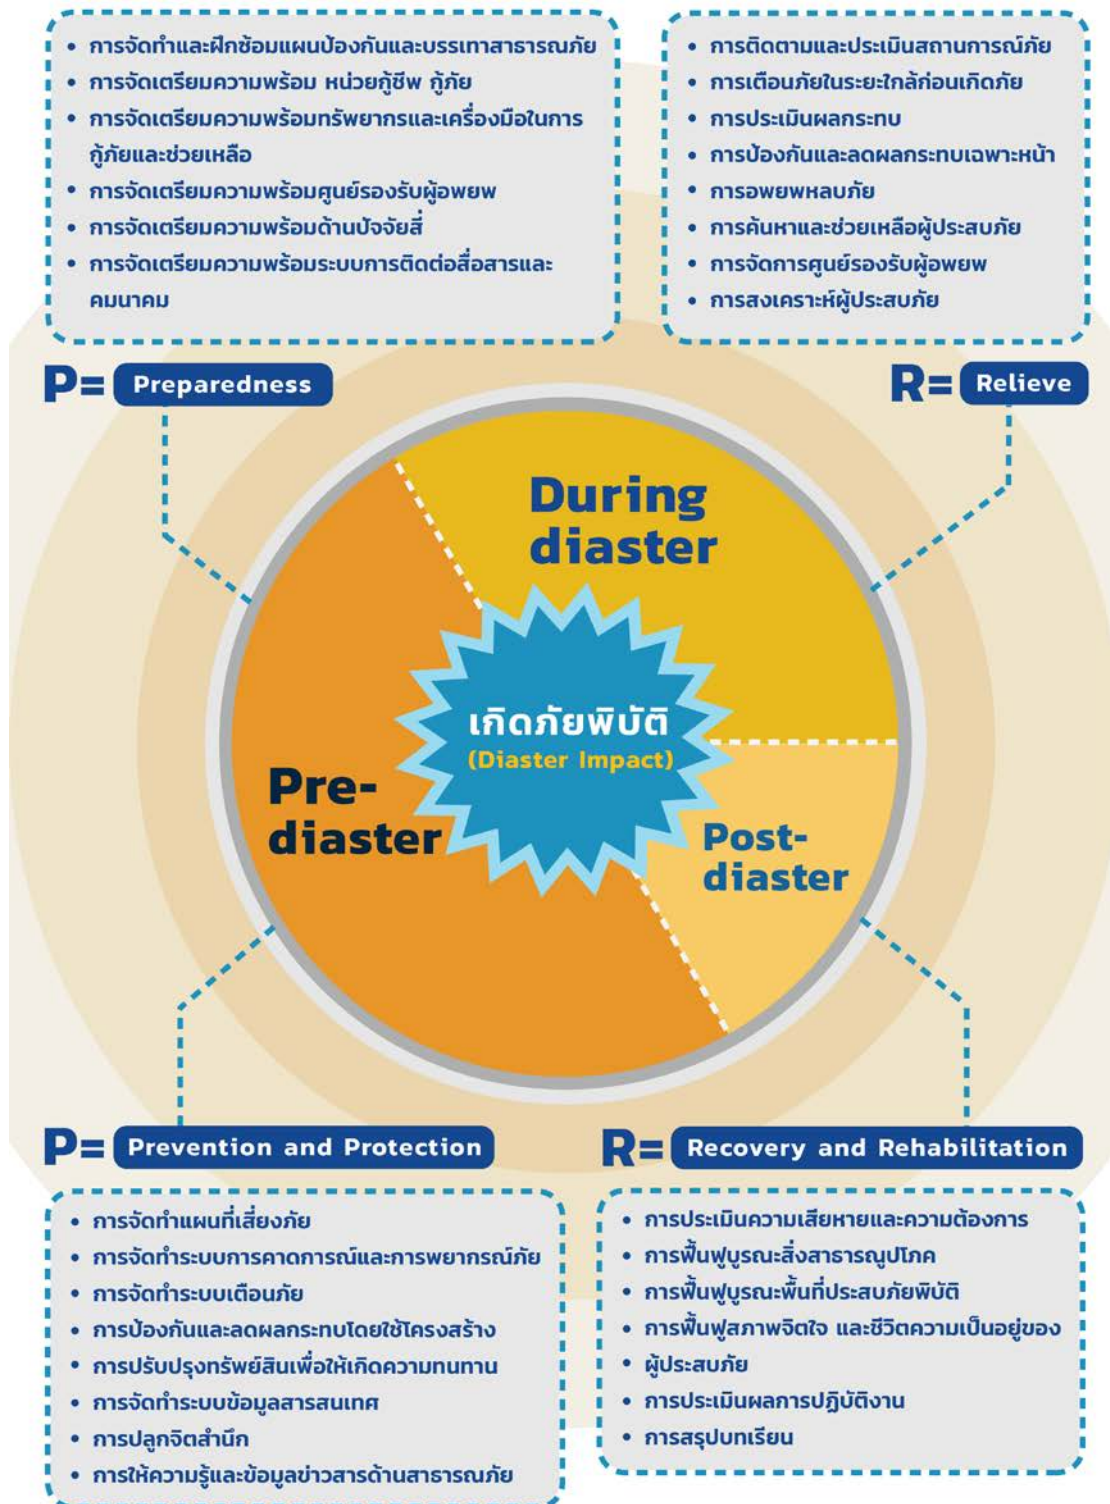 • การจัดทำและฝึกซ้อมแผนป้องกันและบรรเทาสาธารณภัย
• การจัดเตรียมความพร้อม หน่วยกู้ชีพ กู้ภัย
• การจัดเตรียมความพร้อมทรัพยากรและเครื่องมือในการ
กู้ภัยและช่วยเหลือ
• การจัดเตรียมความพร้อมศูนย์รองรับผู้อพยพ
• การจัดเตรียมความพร้อมด้านปัจจัยสี่
• การจัดเตรียมความพร้อมระบบการติดต่อสื่อสารและ
คมนาคม
• การติดตามและประเมินสถานการณ์ภัย
• การเตือนภัยในระยะใกล้ก่อนเกิดภัย
• การประเมินผลกระทบ
• การป้องกันและลดผลกระทบเฉพาะหน้า
• การอพยพหลบภัย
• การค้นหาและช่วยเหลือผู้ประสบภัย
• การจัดการศูนย์รองรับผู้อพยพ
• การสงเคราะห์ผู้ประสบภัย
P= Preparedness
R= Relieve
During
diaster
เกิดภัยพิบัติ
(Diaster Impact)
Pre-
diaster
Post-
diaster
P= Prevention and Protection
R= Recovery and Rehabilitation
• การจัดทำแผนที่เสี่ยงภัย
• การจัดทำระบบการคาดการณ์และการพยากรณ์ภัย
• การจัดทำระบบเตือนภัย
• การป้องกันและลดผลกระทบโดยใช้โครงสร้าง
• การปรับปรุงทรัพย์สินเพื่อให้เกิดความทนทาน
• การจัดทำระบบข้อมูลสารสนเทศ
• การปลูกจิตสำนึก
• การให้ความรู้และข้อมูลข่าวสารด้านสาธารณภัย
• การประเมินความเสียหายและความต้องการ
• การฟื้นฟูบูรณะสิ่งสาธารณูปโภค
• การฟื้นฟูบูรณะพื้นที่ประสบภัยพิบัติ
• การฟื้นฟูสภาพจิตใจ และชีวิตความเป็นอยู่ของ
• ผู้ประสบภัย
• การประเมินผลการปฏิบัติงาน
• การสรุปบทเรียน